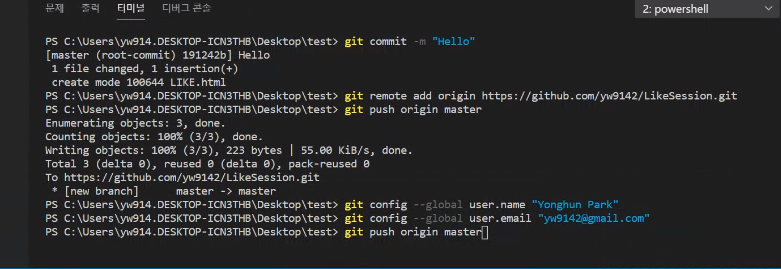 문제 출력 터미널 디버그 콘솔 2: powershell
PS C:\Users\yw914.DESKTOP-ICN3THB\Desktop\test> git commit -m "Hello"
[master (root-commit) 191242b] Hello
 1 file changed, 1 insertion(+)
 create mode 100644 LIKE.html
PS C:\Users\yw914.DESKTOP-ICN3THB\Desktop\test> git remote add origin https://github.com/yw9142/LikeSession.git
PS C:\Users\yw914.DESKTOP-ICN3THB\Desktop\test> git push origin master
Enumerating objects: 3, done.
Counting objects: 100% (3/3), done.
Writing objects: 100% (3/3), 223 bytes | 55.00 KiB/s, done.
Total 3 (delta 0), reused 0 (delta 0), pack-reused 0
To https://github.com/yw9142/LikeSession.git
 * [new branch]      master -> master
PS C:\Users\yw914.DESKTOP-ICN3THB\Desktop\test> git config --global user.name "Yonghun Park"
PS C:\Users\yw914.DESKTOP-ICN3THB\Desktop\test> git config --global user.email "yw9142@gmail.com"
PS C:\Users\yw914.DESKTOP-ICN3THB\Desktop\test> git push origin master